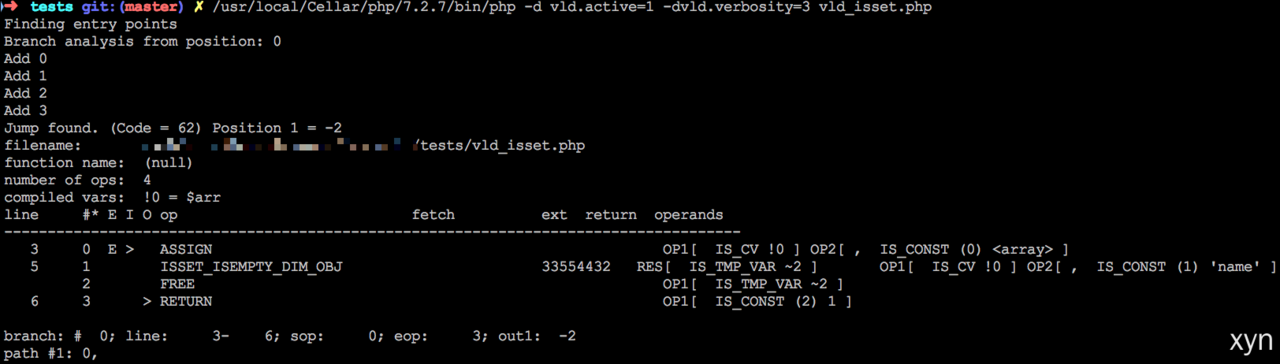 ➜ tests git:(master) ✗ /usr/local/Cellar/php/7.2.7/bin/php -d vld.active=1 -dvld.verbosity=3 vld_isset.php
Finding entry points
Branch analysis from position: 0
Add 0
Add 1
Add 2
Add 3
Jump found. (Code = 62) Position 1 = -2
filename: /tests/vld_isset.php
function name: (null)
number of ops: 4
compiled vars: !0 = $arr
line #* E I O op fetch ext return operands
-------------------------------------------------------------------------------------
3 0 E > ASSIGN OP1[ IS_CV !0 ] OP2[ , IS_CONST (0) <array> ]
5 1 ISSET_ISEMPTY_DIM_OBJ 33554432 RES[ IS_TMP_VAR ~2 ] OP1[ IS_CV !0 ] OP2[ , IS_CONST (1) 'name' ]
2 FREE OP1[ IS_TMP_VAR ~2 ]
6 3 > RETURN OP1[ IS_CONST (2) 1 ]
branch: # 0; line: 3- 6; sop: 0; eop: 3; out1: -2
path #1: 0,
xyn